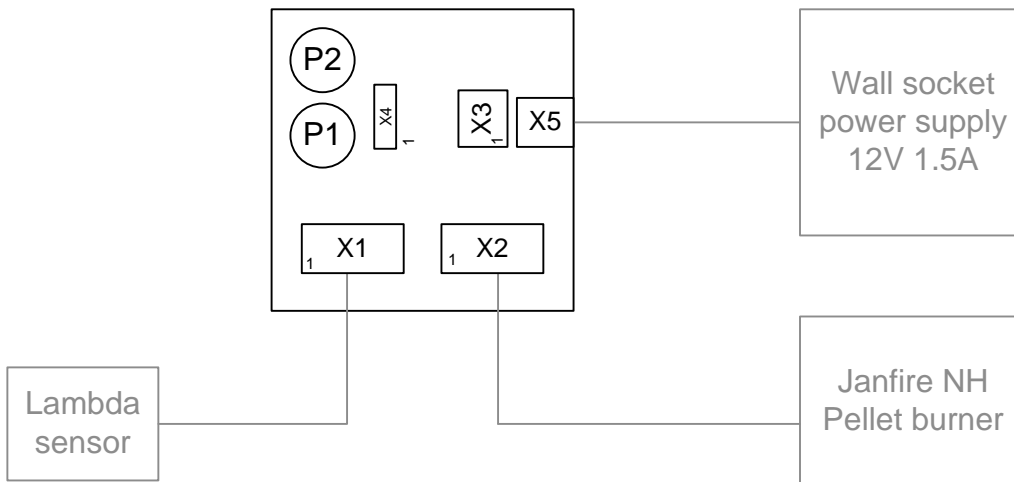 P2
P1
X4
1
X3
1
X5
Wall socket
power supply
12V 1.5A
X1
1
X2
1
Lambda
sensor
Janfire NH
Pellet burner